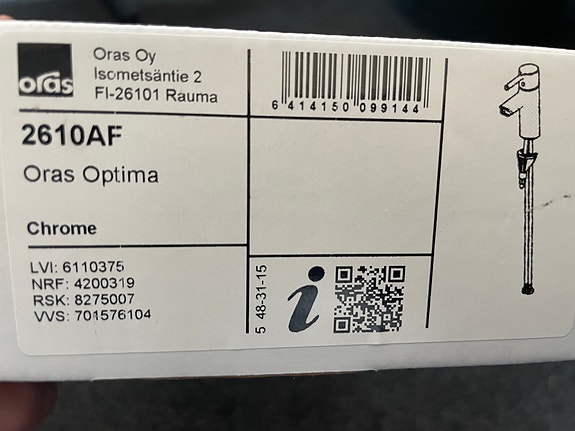 oras
Oras Oy
Isometsäntie 2
FI-26101 Rauma
6 414150 099144
2610AF
Oras Optima
Chrome
LVI: 6110375
NRF: 4200319
RSK: 8275007
VVS: 701576104
5 48-31-15
i